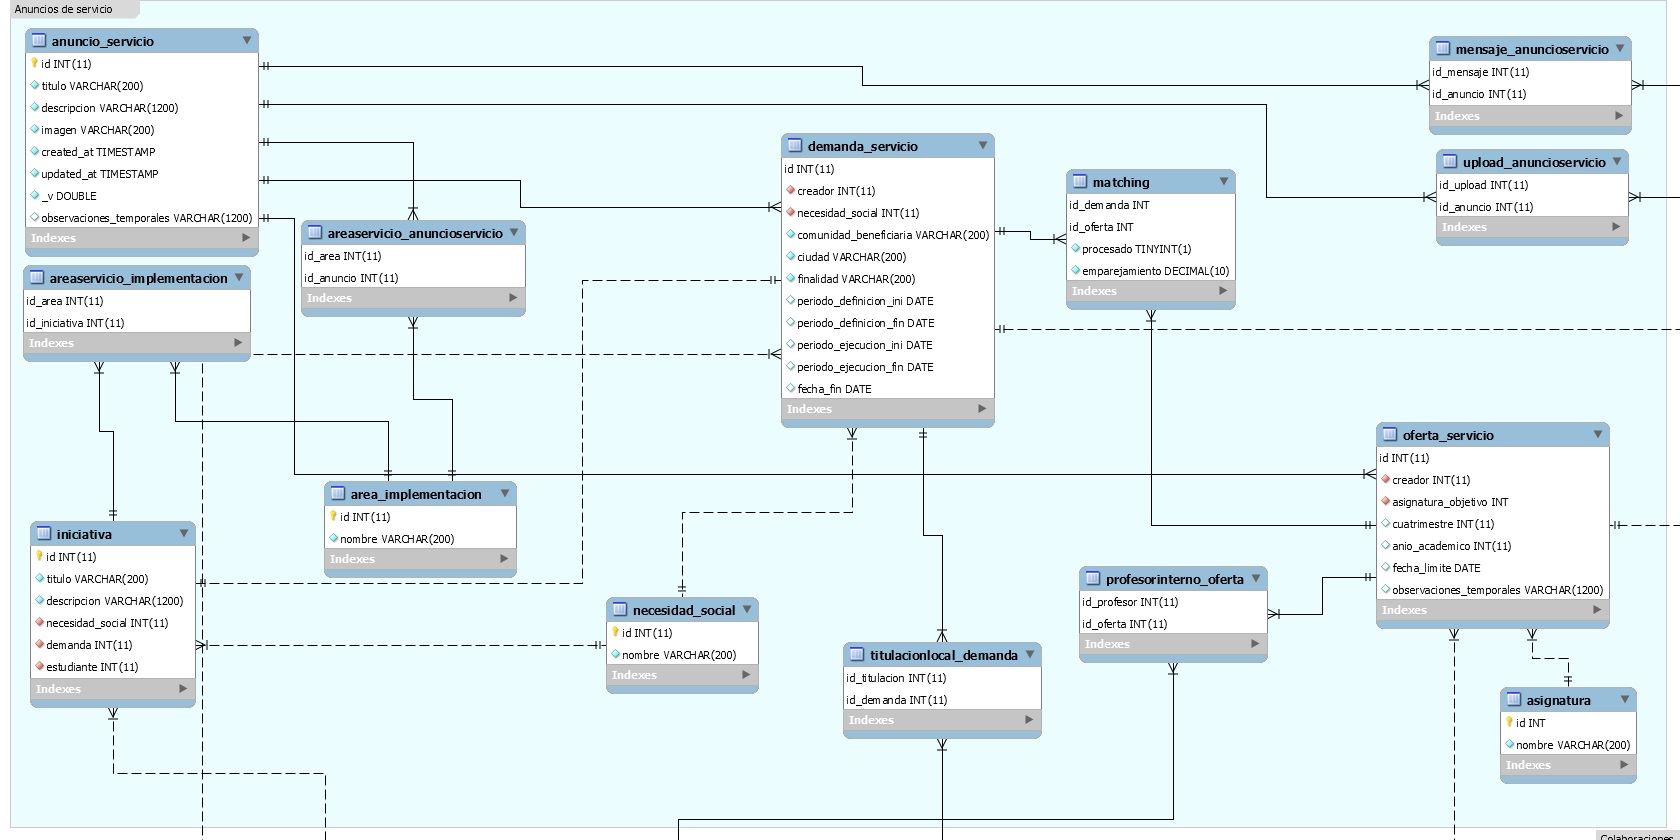 Anuncios de servicio
anuncio_servicio
id INT(11)
titulo VARCHAR(200)
descripcion VARCHAR(1200)
imagen VARCHAR(200)
created_at TIMESTAMP
updated_at TIMESTAMP
_v DOUBLE
observaciones_temporales VARCHAR(1200)
Indexes
areaservicio_implementacion
id_area INT(11)
id_iniciativa INT(11)
Indexes
areaservicio_anuncioservicio
id_area INT(11)
id_anuncio INT(11)
Indexes
demanda_servicio
id INT(11)
creador INT(11)
necesidad_social INT(11)
comunidad_beneficiaria VARCHAR(200)
ciudad VARCHAR(200)
finalidad VARCHAR(200)
periodo_definicion_ini DATE
periodo_definicion_fin DATE
periodo_ejecucion_ini DATE
periodo_ejecucion_fin DATE
fecha_fin DATE
Indexes
matching
id_demanda INT
id_oferta INT
procesado TINYINT(1)
emparejamiento DECIMAL(10)
Indexes
mensaje_anuncioservicio
id_mensaje INT(11)
id_anuncio INT(11)
Indexes
upload_anuncioservicio
id_upload INT(11)
id_anuncio INT(11)
Indexes
oferta_servicio
id INT(11)
creador INT(11)
asignatura_objetivo INT
cuatrimestre INT(11)
anio_academico INT(11)
fecha_limite DATE
observaciones_temporales VARCHAR(1200)
Indexes
area_implementacion
id INT(11)
nombre VARCHAR(200)
Indexes
iniciativa
id INT(11)
titulo VARCHAR(200)
descripcion VARCHAR(1200)
necesidad_social INT(11)
demanda INT(11)
estudiante INT(11)
Indexes
necesidad_social
id INT(11)
nombre VARCHAR(200)
Indexes
titulacionlocal_demanda
id_titulacion INT(11)
id_demanda INT(11)
Indexes
profesorinterno_oferta
id_profesor INT(11)
id_oferta INT(11)
Indexes
asignatura
id INT
nombre VARCHAR(200)
Indexes
Colaboraciones